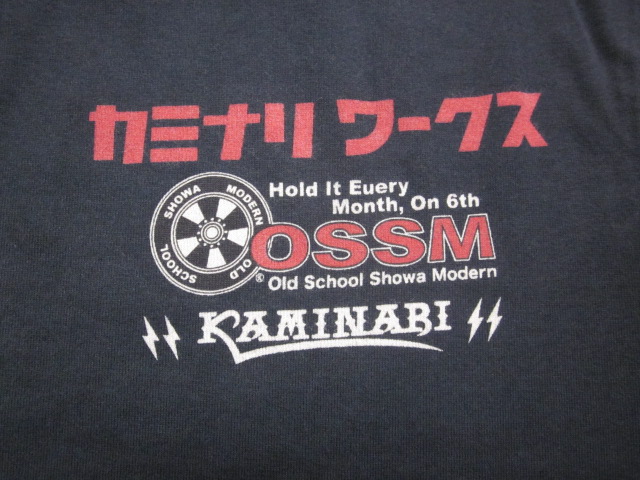 カミナリ ワークス
Hold It Euery
Month, On 6th
OLD SCHOOL SHOWA MODERN
OSSM
© Old School Showa Modern
KAMINARI